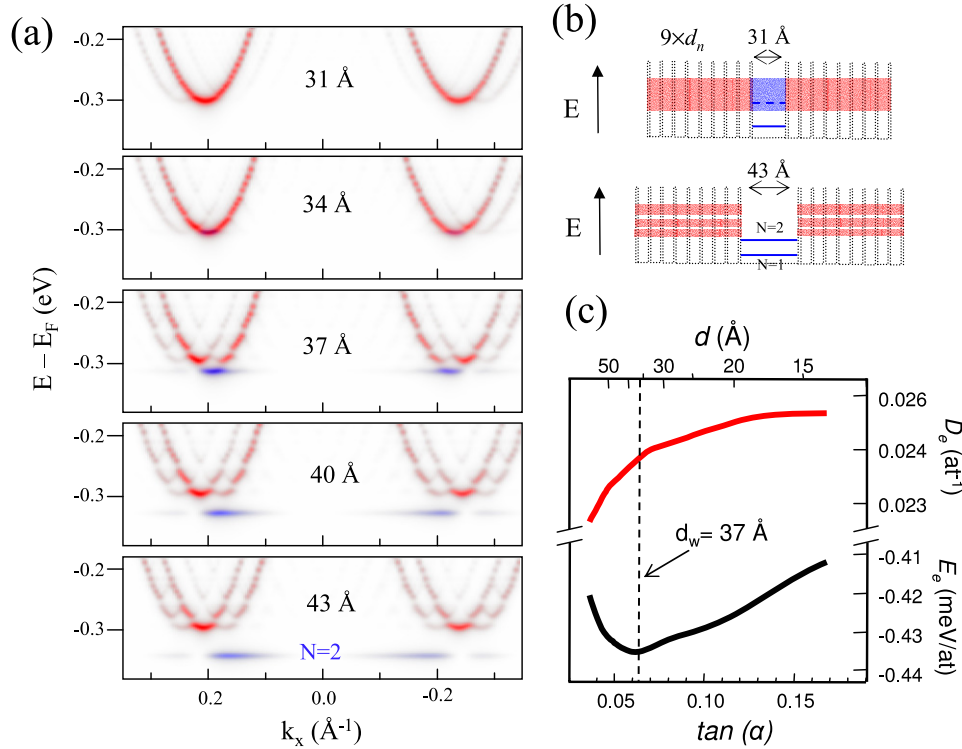 (a)
-0.2
-0.3
31 Å
-0.2
-0.3
34 Å
-0.2
-0.3
37 Å
-0.2
-0.3
40 Å
-0.2
-0.3
43 Å
N=2
E − E_F (eV)
0.2 0.0 -0.2
k_x (Å⁻¹)
(b)
9×d_n 31 Å
E
43 Å
E
N=2
N=1
(c)
d (Å)
50 30 20 15
0.026
0.024
0.023
D_e (at⁻¹)
d_w= 37 Å
-0.41
-0.42
-0.43
-0.44
E_e (meV/at)
0.05 0.10 0.15
tan (α)